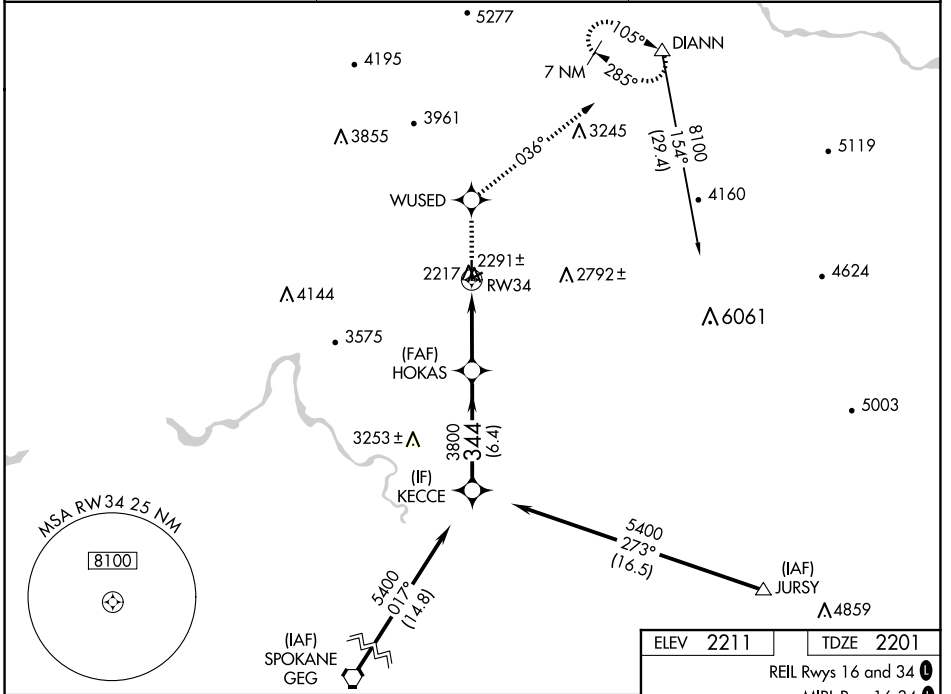 5277
105°
DIANN
4195
7 NM
285°
3961
3855
3245
8100
154°
(29.4)
5119
036°
4160
WUSED
2291±
2217
RW34
2792±
4624
4144
6061
3575
(FAF)
HOKAS
5003
3253±
3800
344
(6.4)
(IF)
KECCE
MSA RW34 25 NM
8100
5400
273°
(16.5)
5400
017°
(14.8)
(IAF)
JURSY
4859
(IAF)
SPOKANE
GEG
ELEV 2211
TDZE 2201
REIL Rwys 16 and 34 L